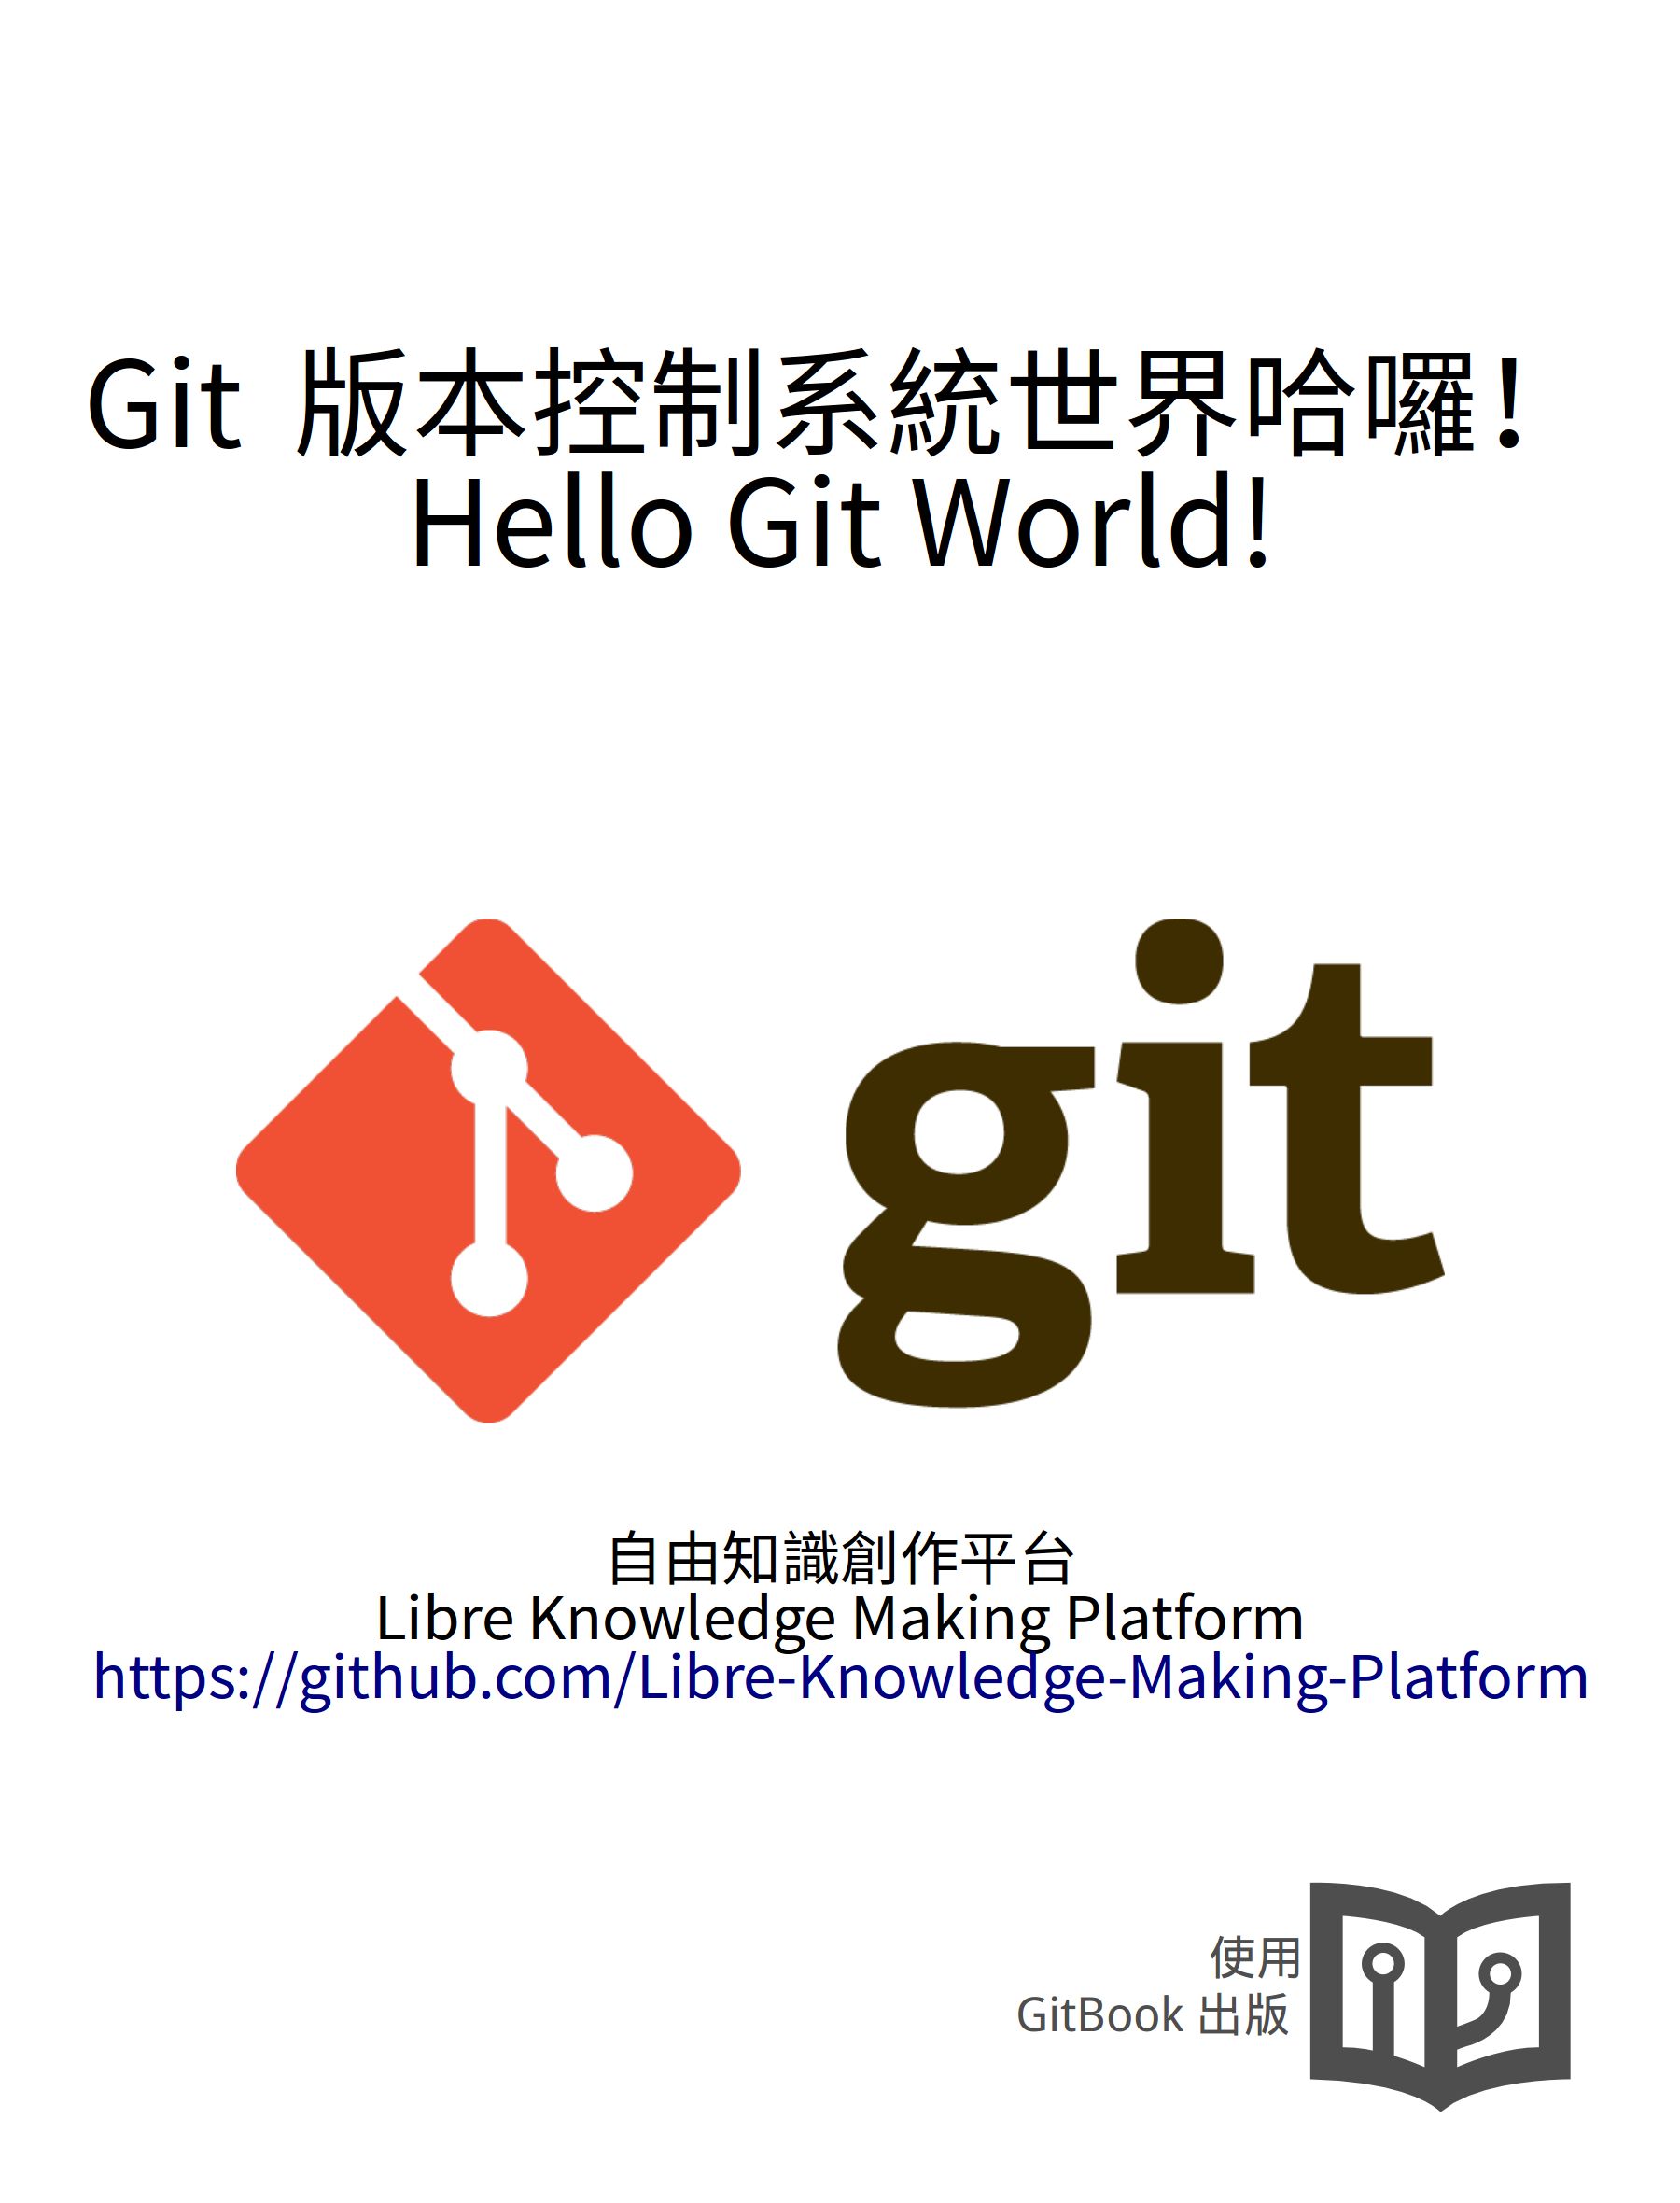 Git 版本控制系統世界哈囉！
Hello Git World!
git
自由知識創作平台
Libre Knowledge Making Platform
https://github.com/Libre-Knowledge-Making-Platform
使用
GitBook 出版